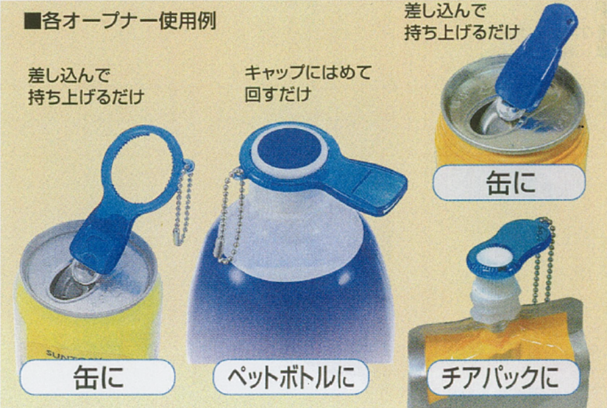 ■各オープナー使用例
差し込んで
持ち上げるだけ
キャップにはめて
回すだけ
差し込んで
持ち上げるだけ
缶に
缶に
ペットボトルに
チアパックに